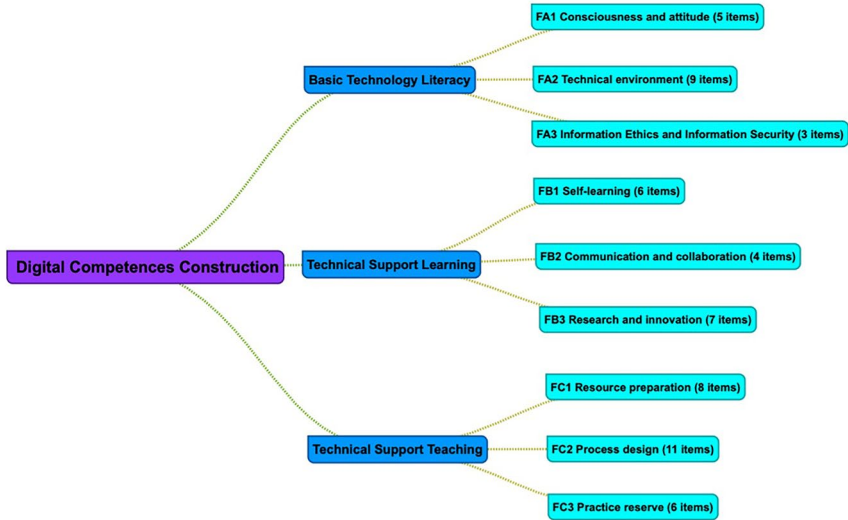 FA1 Consciousness and attitude (5 items)
Basic Technology Literacy
FA2 Technical environment (9 items)
FA3 Information Ethics and Information Security (3 items)
FB1 Self-learning (6 items)
Digital Competences Construction
Technical Support Learning
FB2 Communication and collaboration (4 items)
FB3 Research and innovation (7 items)
FC1 Resource preparation (8 items)
Technical Support Teaching
FC2 Process design (11 items)
FC3 Practice reserve (6 items)